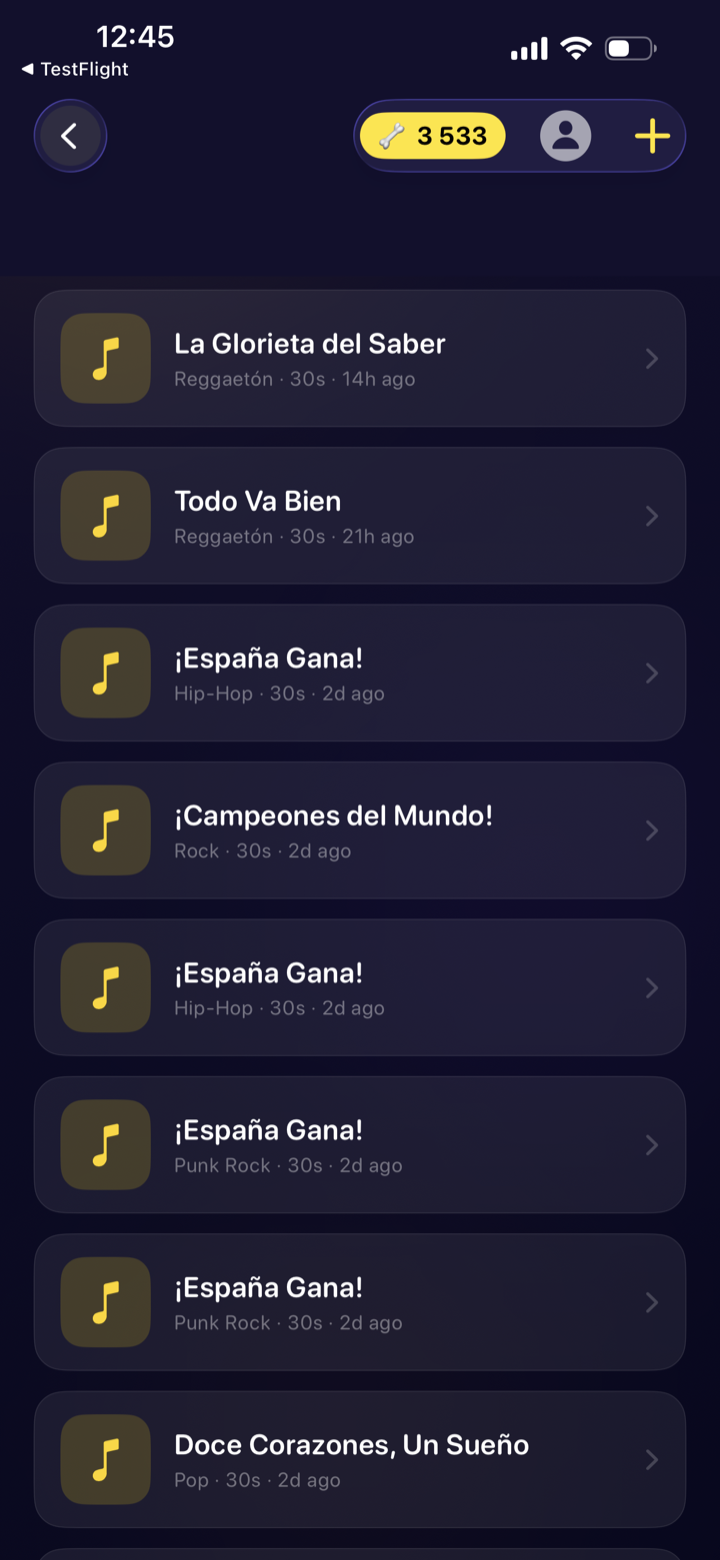 12:45
◀ TestFlight
3 533
La Glorieta del Saber
Reggaetón · 30s · 14h ago
Todo Va Bien
Reggaetón · 30s · 21h ago
¡España Gana!
Hip-Hop · 30s · 2d ago
¡Campeones del Mundo!
Rock · 30s · 2d ago
¡España Gana!
Hip-Hop · 30s · 2d ago
¡España Gana!
Punk Rock · 30s · 2d ago
¡España Gana!
Punk Rock · 30s · 2d ago
Doce Corazones, Un Sueño
Pop · 30s · 2d ago